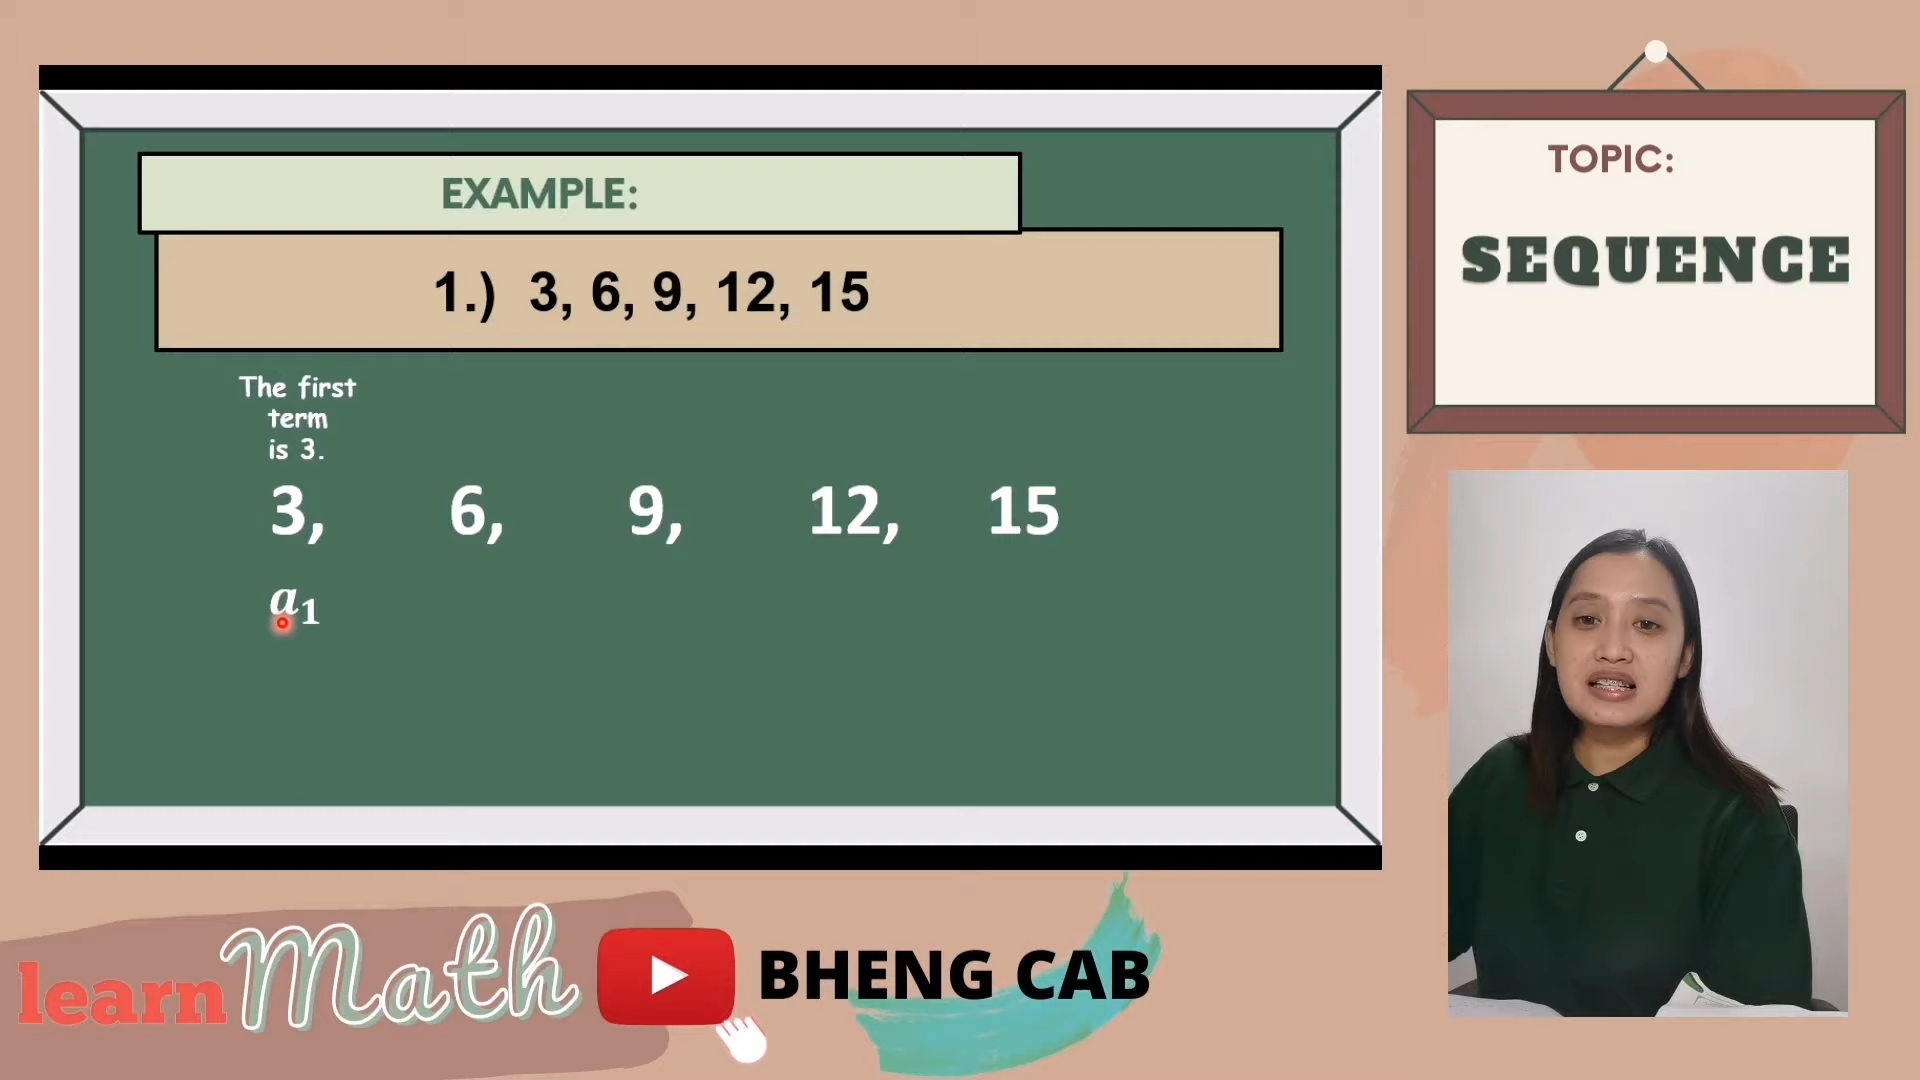 EXAMPLE:
1.) 3, 6, 9, 12, 15
The first
term
is 3.
3, 6, 9, 12, 15
a₁
TOPIC:
SEQUENCE
learn Math BHENG CAB